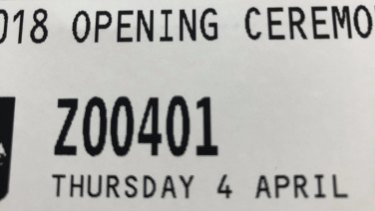 018 OPENING CEREMO
Z00401
THURSDAY 4 APRIL